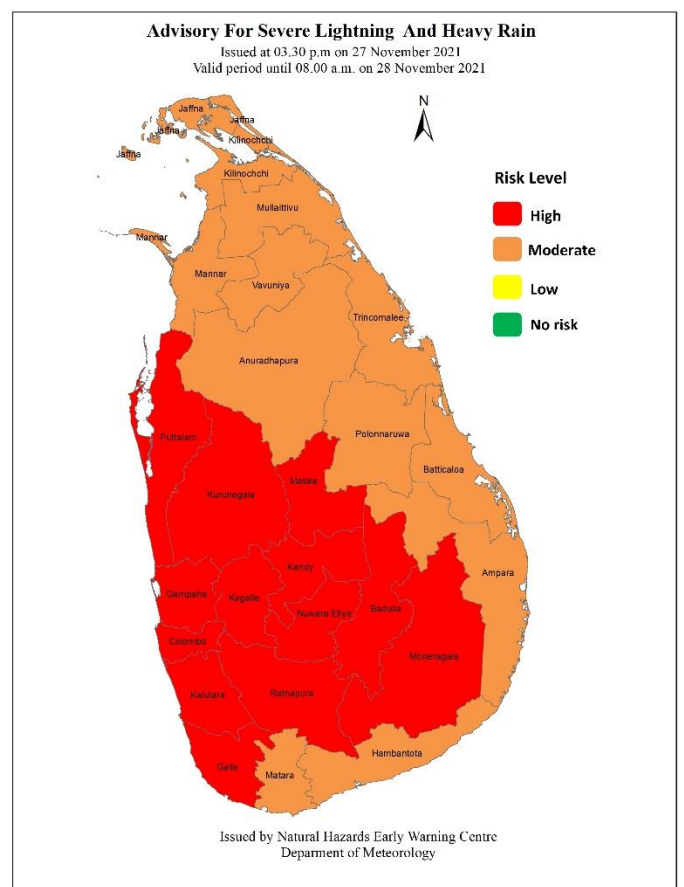 Advisory For Severe Lightning And Heavy Rain
Issued at 03.30 p.m on 27 November 2021
Valid period until 08.00 a.m. on 28 November 2021
N
Jaffna
Jaffna
Jaffna
Kilinochchi
Jaffna
Kilinochchi
Risk Level
High
Moderate
Low
No risk
Mullaittivu
Mannar
Mannar
Vavuniya
Trincomalee
Anuradhapura
Puttalam
Polonnaruwa
Batticaloa
Kurunegala
Matale
Kandy
Ampara
Gampaha
Kegalle
Nuwara Eliya
Badulla
Colombo
Moneragala
Kalutara
Ratnapura
Hambantota
Galle
Matara
Issued by Natural Hazards Early Warning Centre
Deparment of Meteorology